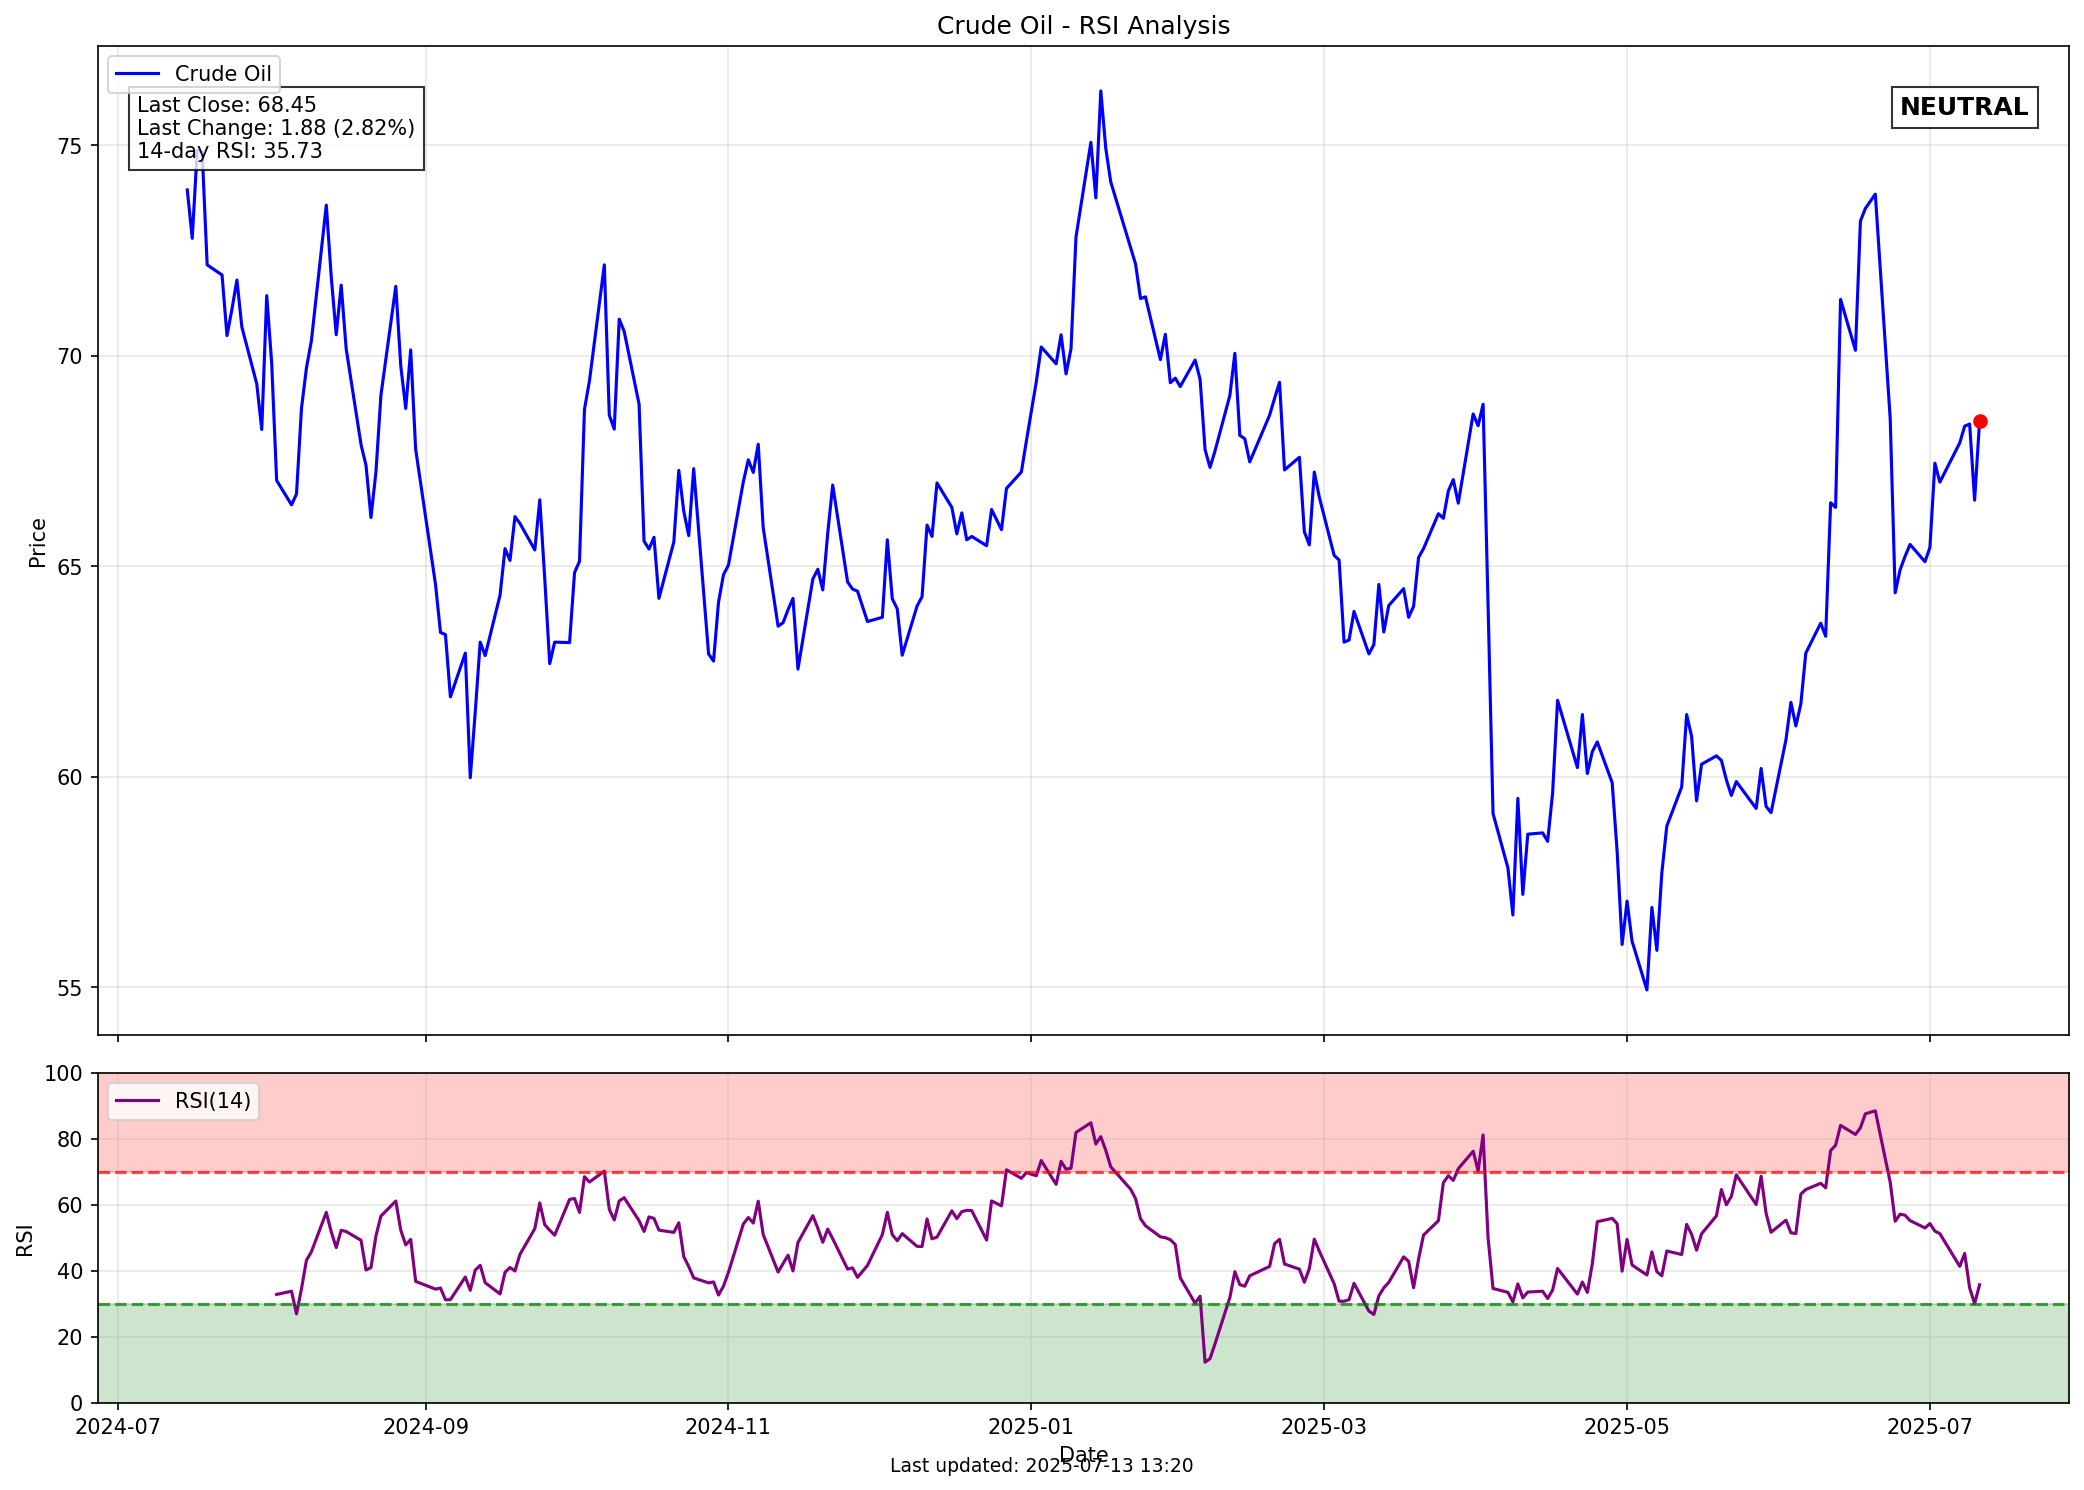 Crude Oil - RSI Analysis
Crude Oil
Last Close: 68.45
Last Change: 1.88 (2.82%)
14-day RSI: 35.73
NEUTRAL
75
70
65
60
55
Price
100
80
60
40
20
0
RSI
RSI(14)
2024-07
2024-09
2024-11
2025-01
2025-03
2025-05
2025-07
Date
Last updated: 2025-07-13 13:20